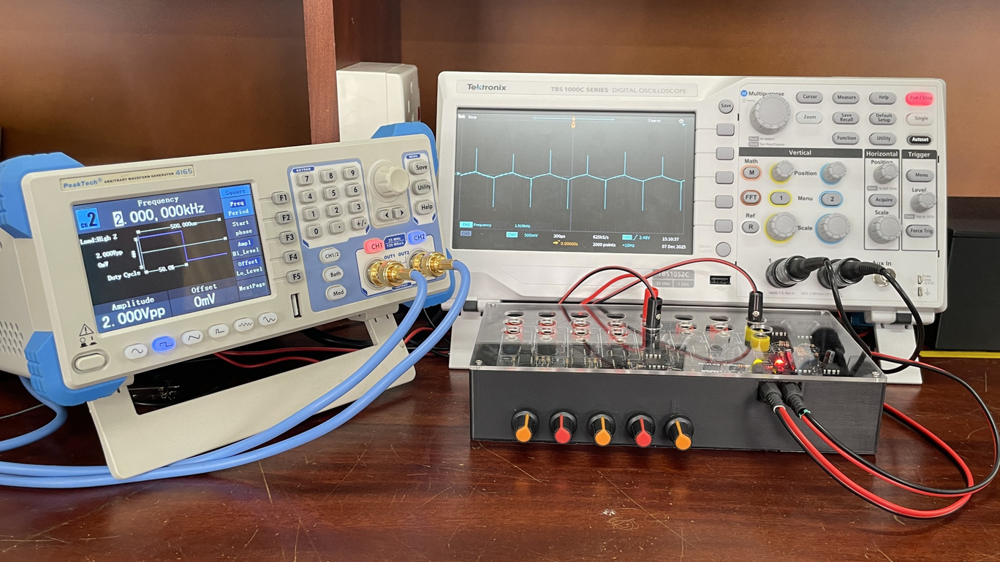 PeakTech® ARBITRARY WAVEFORM GENERATOR 4165
CH 2
Frequency
2.000,000kHz
Load:High Z
500.000us
2.000Vpp
0mV
Duty Cycle
50.0%
Amplitude
2.000Vpp
Offset
0mV
Square
Freq
Period
Start
phase
Ampl
Hi_Level
Offset
Lo_Level
NextPage
F1
F2
F3
F4
F5
KEYPAD
7 8 9
4 5 6
1 2 3
0 . +/-
MENU
Save
Utility
Help
CH1/2
Both
Mod
CH1
25 MHz
120 MSa/s
CH2
OUT1 OUT2
Tektronix
TBS 1000C SERIES DIGITAL OSCILLOSCOPE
Tek Stop
Coarse
CH2 Frequency
1.919kHz
CH1
CH2 500mV
200µs
0.00000s
625kS/s
2000 points
CH1 / 2.48V
<10Hz
15:10:37
07 Dec 2025
Save
Menu
On/Off
TBS1052C
50 MHz 1 GS/s
Multipurpose
Cursor
Measure
Help
Run / Stop
Zoom
Save
Recall
Default
Setup
Single
Function
Utility
Autoset
Vertical
Horizontal
Trigger
Math
M
Position
Position
Menu
FFT
1
Menu
2
Acquire
Level
Ref
R
Scale
Scale
Force Trig
1
Aux In